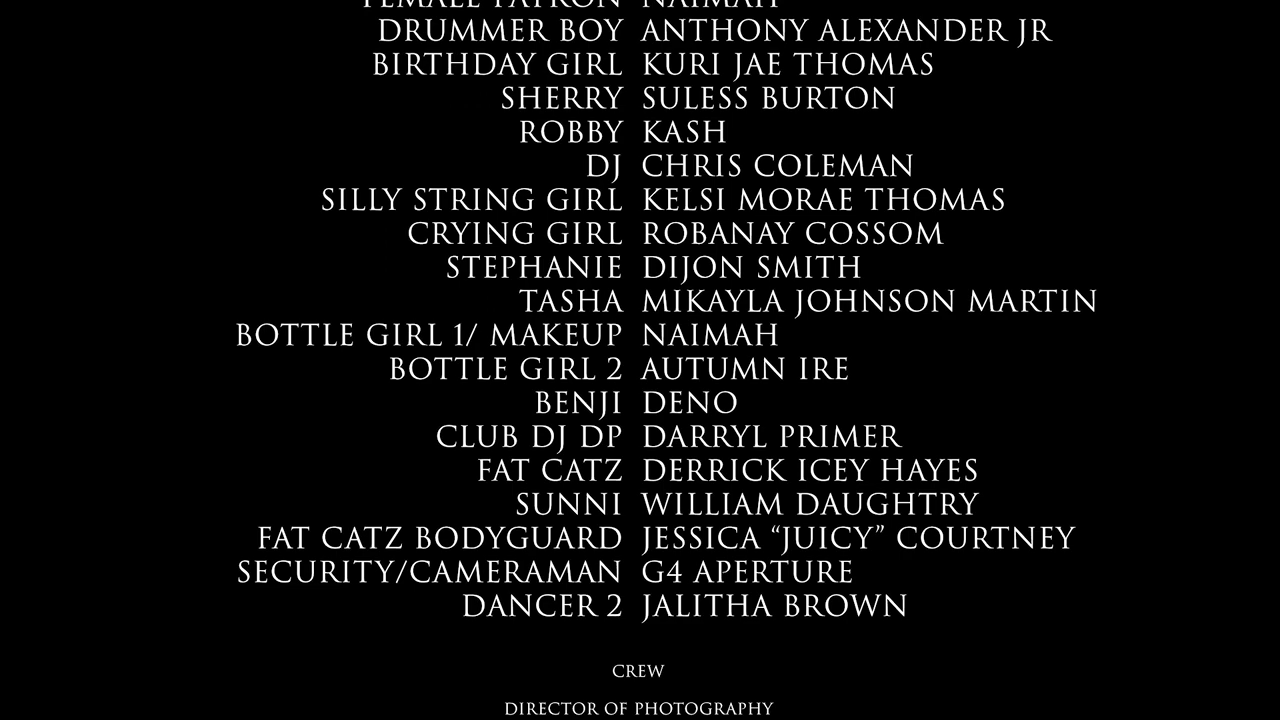 FEMALE PATRON NAIMAH
DRUMMER BOY ANTHONY ALEXANDER JR
BIRTHDAY GIRL KURI JAE THOMAS
SHERRY SULESS BURTON
ROBBY KASH
DJ CHRIS COLEMAN
SILLY STRING GIRL KELSI MORAE THOMAS
CRYING GIRL ROBANAY COSSOM
STEPHANIE DIJON SMITH
TASHA MIKAYLA JOHNSON MARTIN
BOTTLE GIRL 1/ MAKEUP NAIMAH
BOTTLE GIRL 2 AUTUMN IRE
BENJI DENO
CLUB DJ DP DARRYL PRIMER
FAT CATZ DERRICK ICEY HAYES
SUNNI WILLIAM DAUGHTRY
FAT CATZ BODYGUARD JESSICA “JUICY” COURTNEY
SECURITY/CAMERAMAN G4 APERTURE
DANCER 2 JALITHA BROWN
CREW
DIRECTOR OF PHOTOGRAPHY